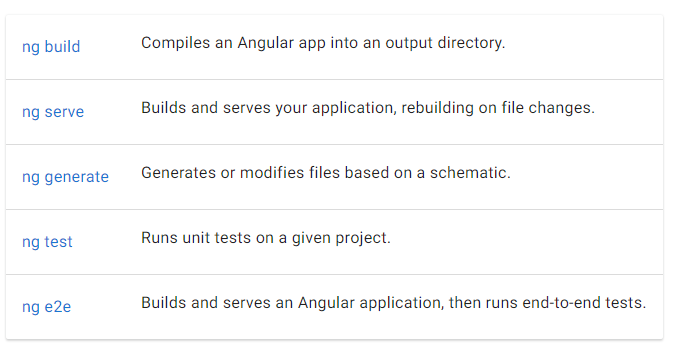 ng build Compiles an Angular app into an output directory.
ng serve Builds and serves your application, rebuilding on file changes.
ng generate Generates or modifies files based on a schematic.
ng test Runs unit tests on a given project.
ng e2e Builds and serves an Angular application, then runs end-to-end tests.